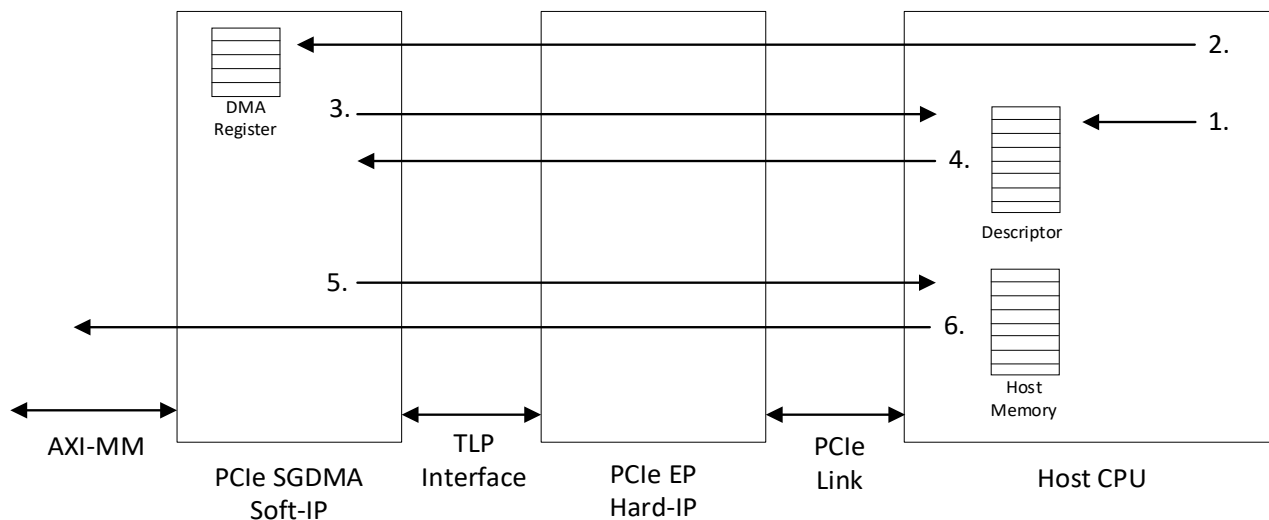 2.
DMA
Register
3.
1.
4.
Descriptor
5.
6.
Host
Memory
AXI-MM
TLP
Interface
PCIe
Link
PCIe SGDMA
Soft-IP
PCIe EP
Hard-IP
Host CPU